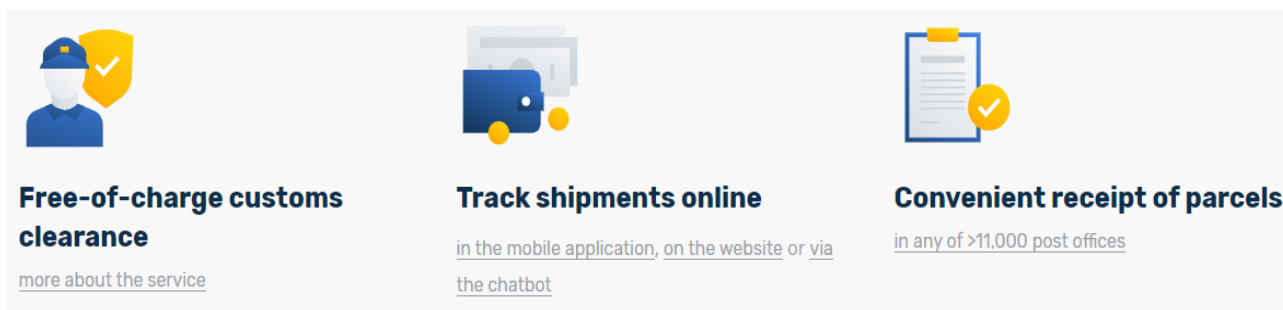 Free-of-charge customs
clearance
more about the service
Track shipments online
in the mobile application, on the website or via
the chatbot
Convenient receipt of parcels
in any of >11,000 post offices